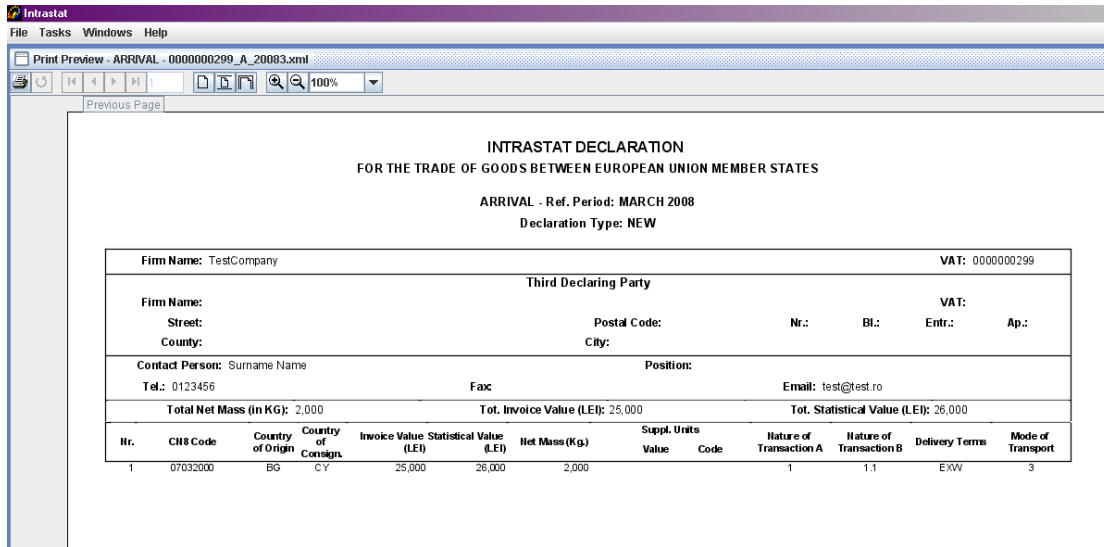 Intrastat
File Tasks Windows Help
Print Preview - ARRIVAL - 0000000299_A_20083.xml
1 100%
Previous Page
INTRASTAT DECLARATION
FOR THE TRADE OF GOODS BETWEEN EUROPEAN UNION MEMBER STATES
ARRIVAL - Ref. Period: MARCH 2008
Declaration Type: NEW
Firm Name: TestCompany VAT: 0000000299
Third Declaring Party
Firm Name: VAT:
Street: Postal Code: Nr.: Bl.: Entr.: Ap.:
County: City:
Contact Person: Surname Name Position:
Tel.: 0123456 Fax: Email: test@test.ro
Total Net Mass (in KG): 2,000 Tot. Invoice Value (LEI): 25,000 Tot. Statistical Value (LEI): 26,000
Nr. CN8 Code Country of Origin Country of Consign. Invoice Value (LEI) Statistical Value (LEI) Net Mass (Kg.) Suppl. Units Value Code Nature of Transaction A Nature of Transaction B Delivery Terms Mode of Transport
1 07032000 BG CY 25,000 26,000 2,000 1 1.1 EXW 3